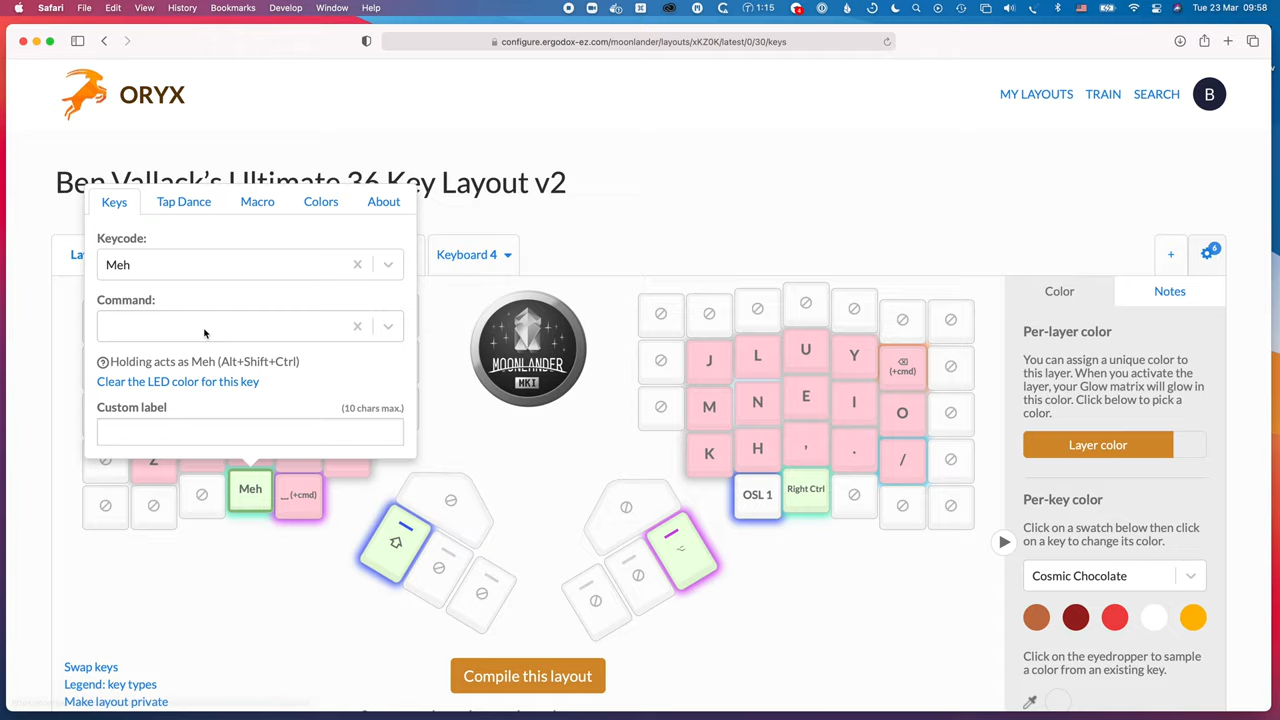 Safari File Edit View History Bookmarks Develop Window Help
1:15
Tue 23 Mar 09:58
configure.ergodox-ez.com/moonlander/layouts/xKZ0K/latest/0/30/keys
ORYX
MY LAYOUTS TRAIN SEARCH B
Ben Vallack's Ultimate 36 Key Layout v2
Keys Tap Dance Macro Colors About
Keyboard 4
+
6
Keycode:
Meh
Command:
Holding acts as Meh (Alt+Shift+Ctrl)
Clear the LED color for this key
Custom label (10 chars max.)
MOONLANDER
MKI
J L U Y (+cmd)
M N E I O
K H , . /
Meh _ (+cmd)
OSL 1 Right Ctrl
Color Notes
Per-layer color
You can assign a unique color to
this layer. When you activate the
layer, your Glow matrix will glow in
this color. Click below to pick a
color.
Layer color
Per-key color
Click on a swatch below then click
on a key to change its color.
Cosmic Chocolate
Click on the eyedropper to sample
a color from an existing key.
Swap keys
Legend: key types
Make layout private
Compile this layout